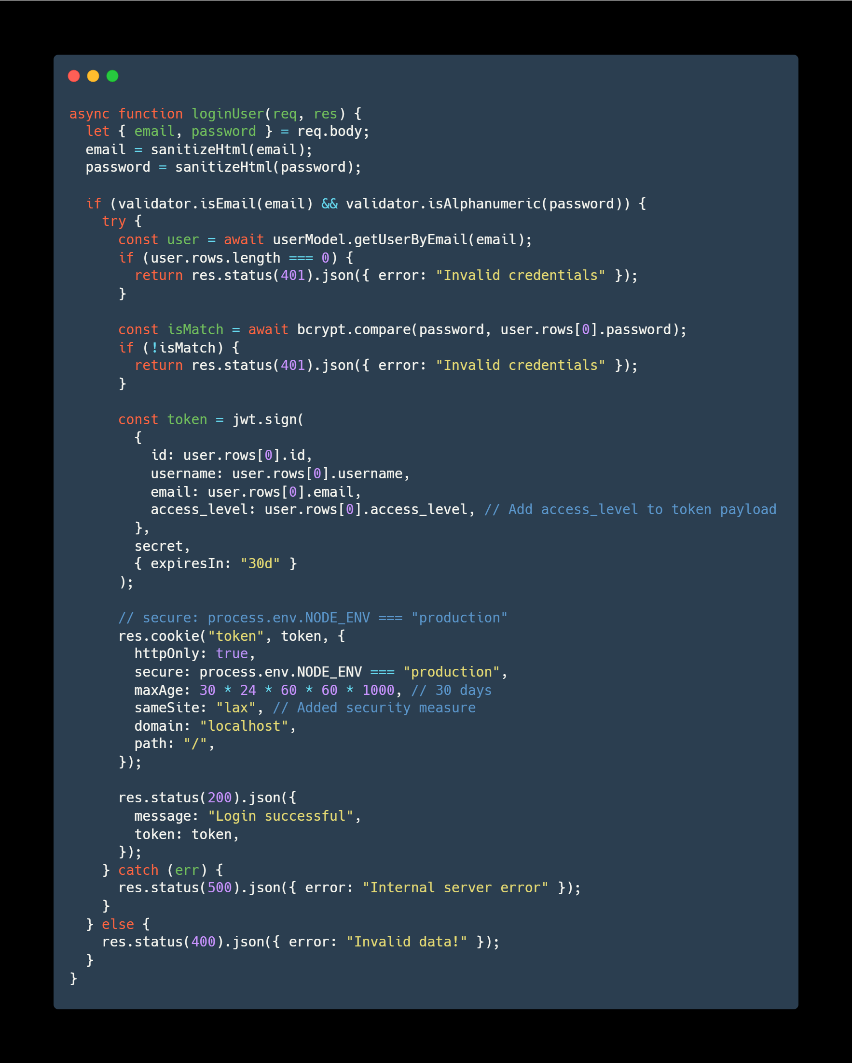 async function loginUser(req, res) {
  let { email, password } = req.body;
  email = sanitizeHtml(email);
  password = sanitizeHtml(password);

  if (validator.isEmail(email) && validator.isAlphanumeric(password)) {
    try {
      const user = await userModel.getUserByEmail(email);
      if (user.rows.length === 0) {
        return res.status(401).json({ error: "Invalid credentials" });
      }

      const isMatch = await bcrypt.compare(password, user.rows[0].password);
      if (!isMatch) {
        return res.status(401).json({ error: "Invalid credentials" });
      }

      const token = jwt.sign(
        {
          id: user.rows[0].id,
          username: user.rows[0].username,
          email: user.rows[0].email,
          access_level: user.rows[0].access_level, // Add access_level to token payload
        },
        secret,
        { expiresIn: "30d" }
      );

      // secure: process.env.NODE_ENV === "production"
      res.cookie("token", token, {
        httpOnly: true,
        secure: process.env.NODE_ENV === "production",
        maxAge: 30 * 24 * 60 * 60 * 1000, // 30 days
        sameSite: "lax", // Added security measure
        domain: "localhost",
        path: "/",
      });

      res.status(200).json({
        message: "Login successful",
        token: token,
      });
    } catch (err) {
      res.status(500).json({ error: "Internal server error" });
    }
  } else {
    res.status(400).json({ error: "Invalid data!" });
  }
}